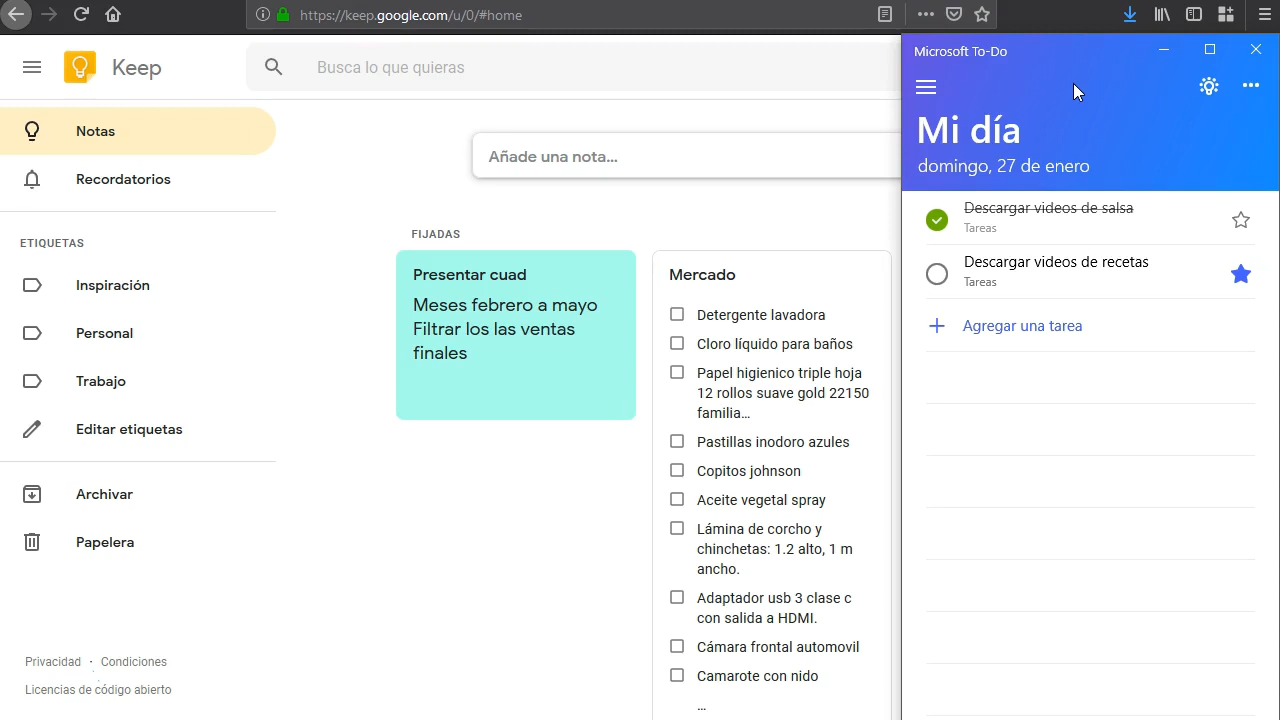 https://keep.google.com/u/0/#home
Keep
Busca lo que quieras
Notas
Recordatorios
ETIQUETAS
Inspiración
Personal
Trabajo
Editar etiquetas
Archivar
Papelera
Privacidad · Condiciones
Licencias de código abierto
Añade una nota...
FIJADAS
Presentar cuad
Meses febrero a mayo
Filtrar los las ventas
finales
Mercado
Detergente lavadora
Cloro líquido para baños
Papel higienico triple hoja
12 rollos suave gold 22150
familia...
Pastillas inodoro azules
Copitos johnson
Aceite vegetal spray
Lámina de corcho y
chinchetas: 1.2 alto, 1 m
ancho.
Adaptador usb 3 clase c
con salida a HDMI.
Cámara frontal automovil
Camarote con nido
...
Microsoft To-Do
Mi día
domingo, 27 de enero
Descargar videos de salsa
Tareas
Descargar videos de recetas
Tareas
Agregar una tarea